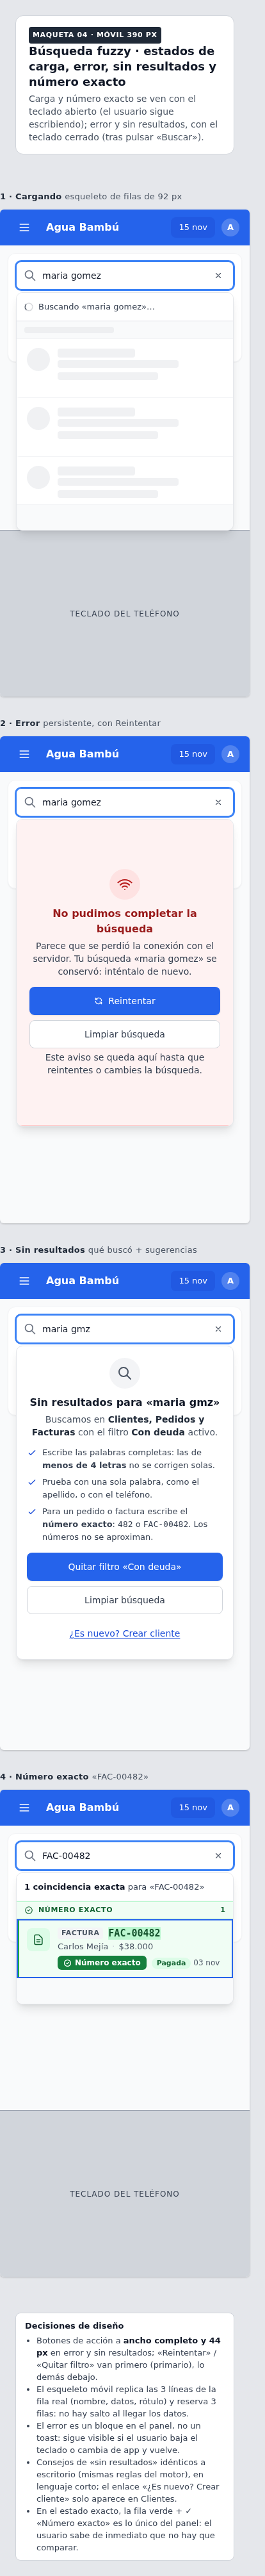 MAQUETA 04 · MÓVIL 390 PX
Búsqueda fuzzy · estados de
carga, error, sin resultados y
número exacto
Carga y número exacto se ven con el
teclado abierto (el usuario sigue
escribiendo); error y sin resultados, con el
teclado cerrado (tras pulsar «Buscar»).
1 · Cargando esqueleto de filas de 92 px
Agua Bambú
15 nov
A
maria gomez
Buscando «maria gomez»…
TECLADO DEL TELÉFONO
2 · Error persistente, con Reintentar
Agua Bambú
15 nov
A
maria gomez
No pudimos completar la
búsqueda
Parece que se perdió la conexión con el
servidor. Tu búsqueda «maria gomez» se
conservó: inténtalo de nuevo.
Reintentar
Limpiar búsqueda
Este aviso se queda aquí hasta que
reintentes o cambies la búsqueda.
3 · Sin resultados qué buscó + sugerencias
Agua Bambú
15 nov
A
maria gmz
Sin resultados para «maria gmz»
Buscamos en Clientes, Pedidos y
Facturas con el filtro Con deuda activo.
Escribe las palabras completas: las de
menos de 4 letras no se corrigen solas.
Prueba con una sola palabra, como el
apellido, o con el teléfono.
Para un pedido o factura escribe el
número exacto: 482 o FAC-00482. Los
números no se aproximan.
Quitar filtro «Con deuda»
Limpiar búsqueda
¿Es nuevo? Crear cliente
4 · Número exacto «FAC-00482»
Agua Bambú
15 nov
A
FAC-00482
1 coincidencia exacta para «FAC-00482»
NÚMERO EXACTO
1
FACTURA FAC-00482
Carlos Mejía $38.000
Número exacto Pagada 03 nov
TECLADO DEL TELÉFONO
Decisiones de diseño
• Botones de acción a ancho completo y 44
px en error y sin resultados; «Reintentar» /
«Quitar filtro» van primero (primario), lo
demás debajo.
• El esqueleto móvil replica las 3 líneas de la
fila real (nombre, datos, rótulo) y reserva 3
filas: no hay salto al llegar los datos.
• El error es un bloque en el panel, no un
toast: sigue visible si el usuario baja el
teclado o cambia de app y vuelve.
• Consejos de «sin resultados» idénticos a
escritorio (mismas reglas del motor), en
lenguaje corto; el enlace «¿Es nuevo? Crear
cliente» solo aparece en Clientes.
• En el estado exacto, la fila verde + ✓
«Número exacto» es lo único del panel: el
usuario sabe de inmediato que no hay que
comparar.